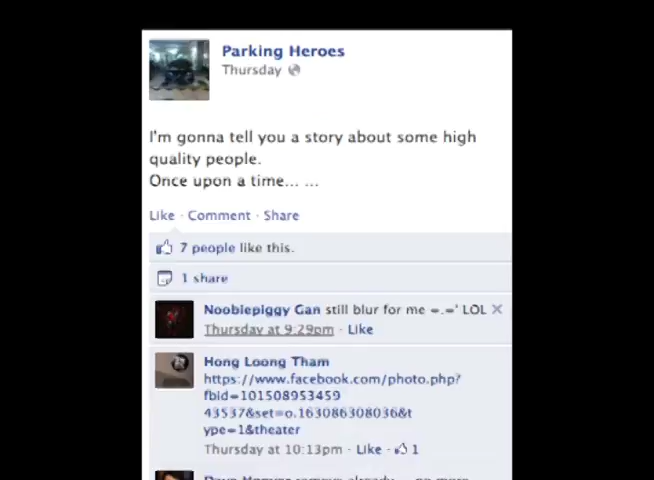 Parking Heroes
Thursday
I'm gonna tell you a story about some high
quality people.
Once upon a time... ...
Like · Comment · Share
7 people like this.
1 share
Nooblepiggy Gan still blur for me =.=' LOL
Thursday at 9:29pm · Like
Hong Loong Tham
https://www.facebook.com/photo.php?
fbid=101508953459
43537&set=o.163086308036&t
ype=1&theater
Thursday at 10:13pm · Like · 1